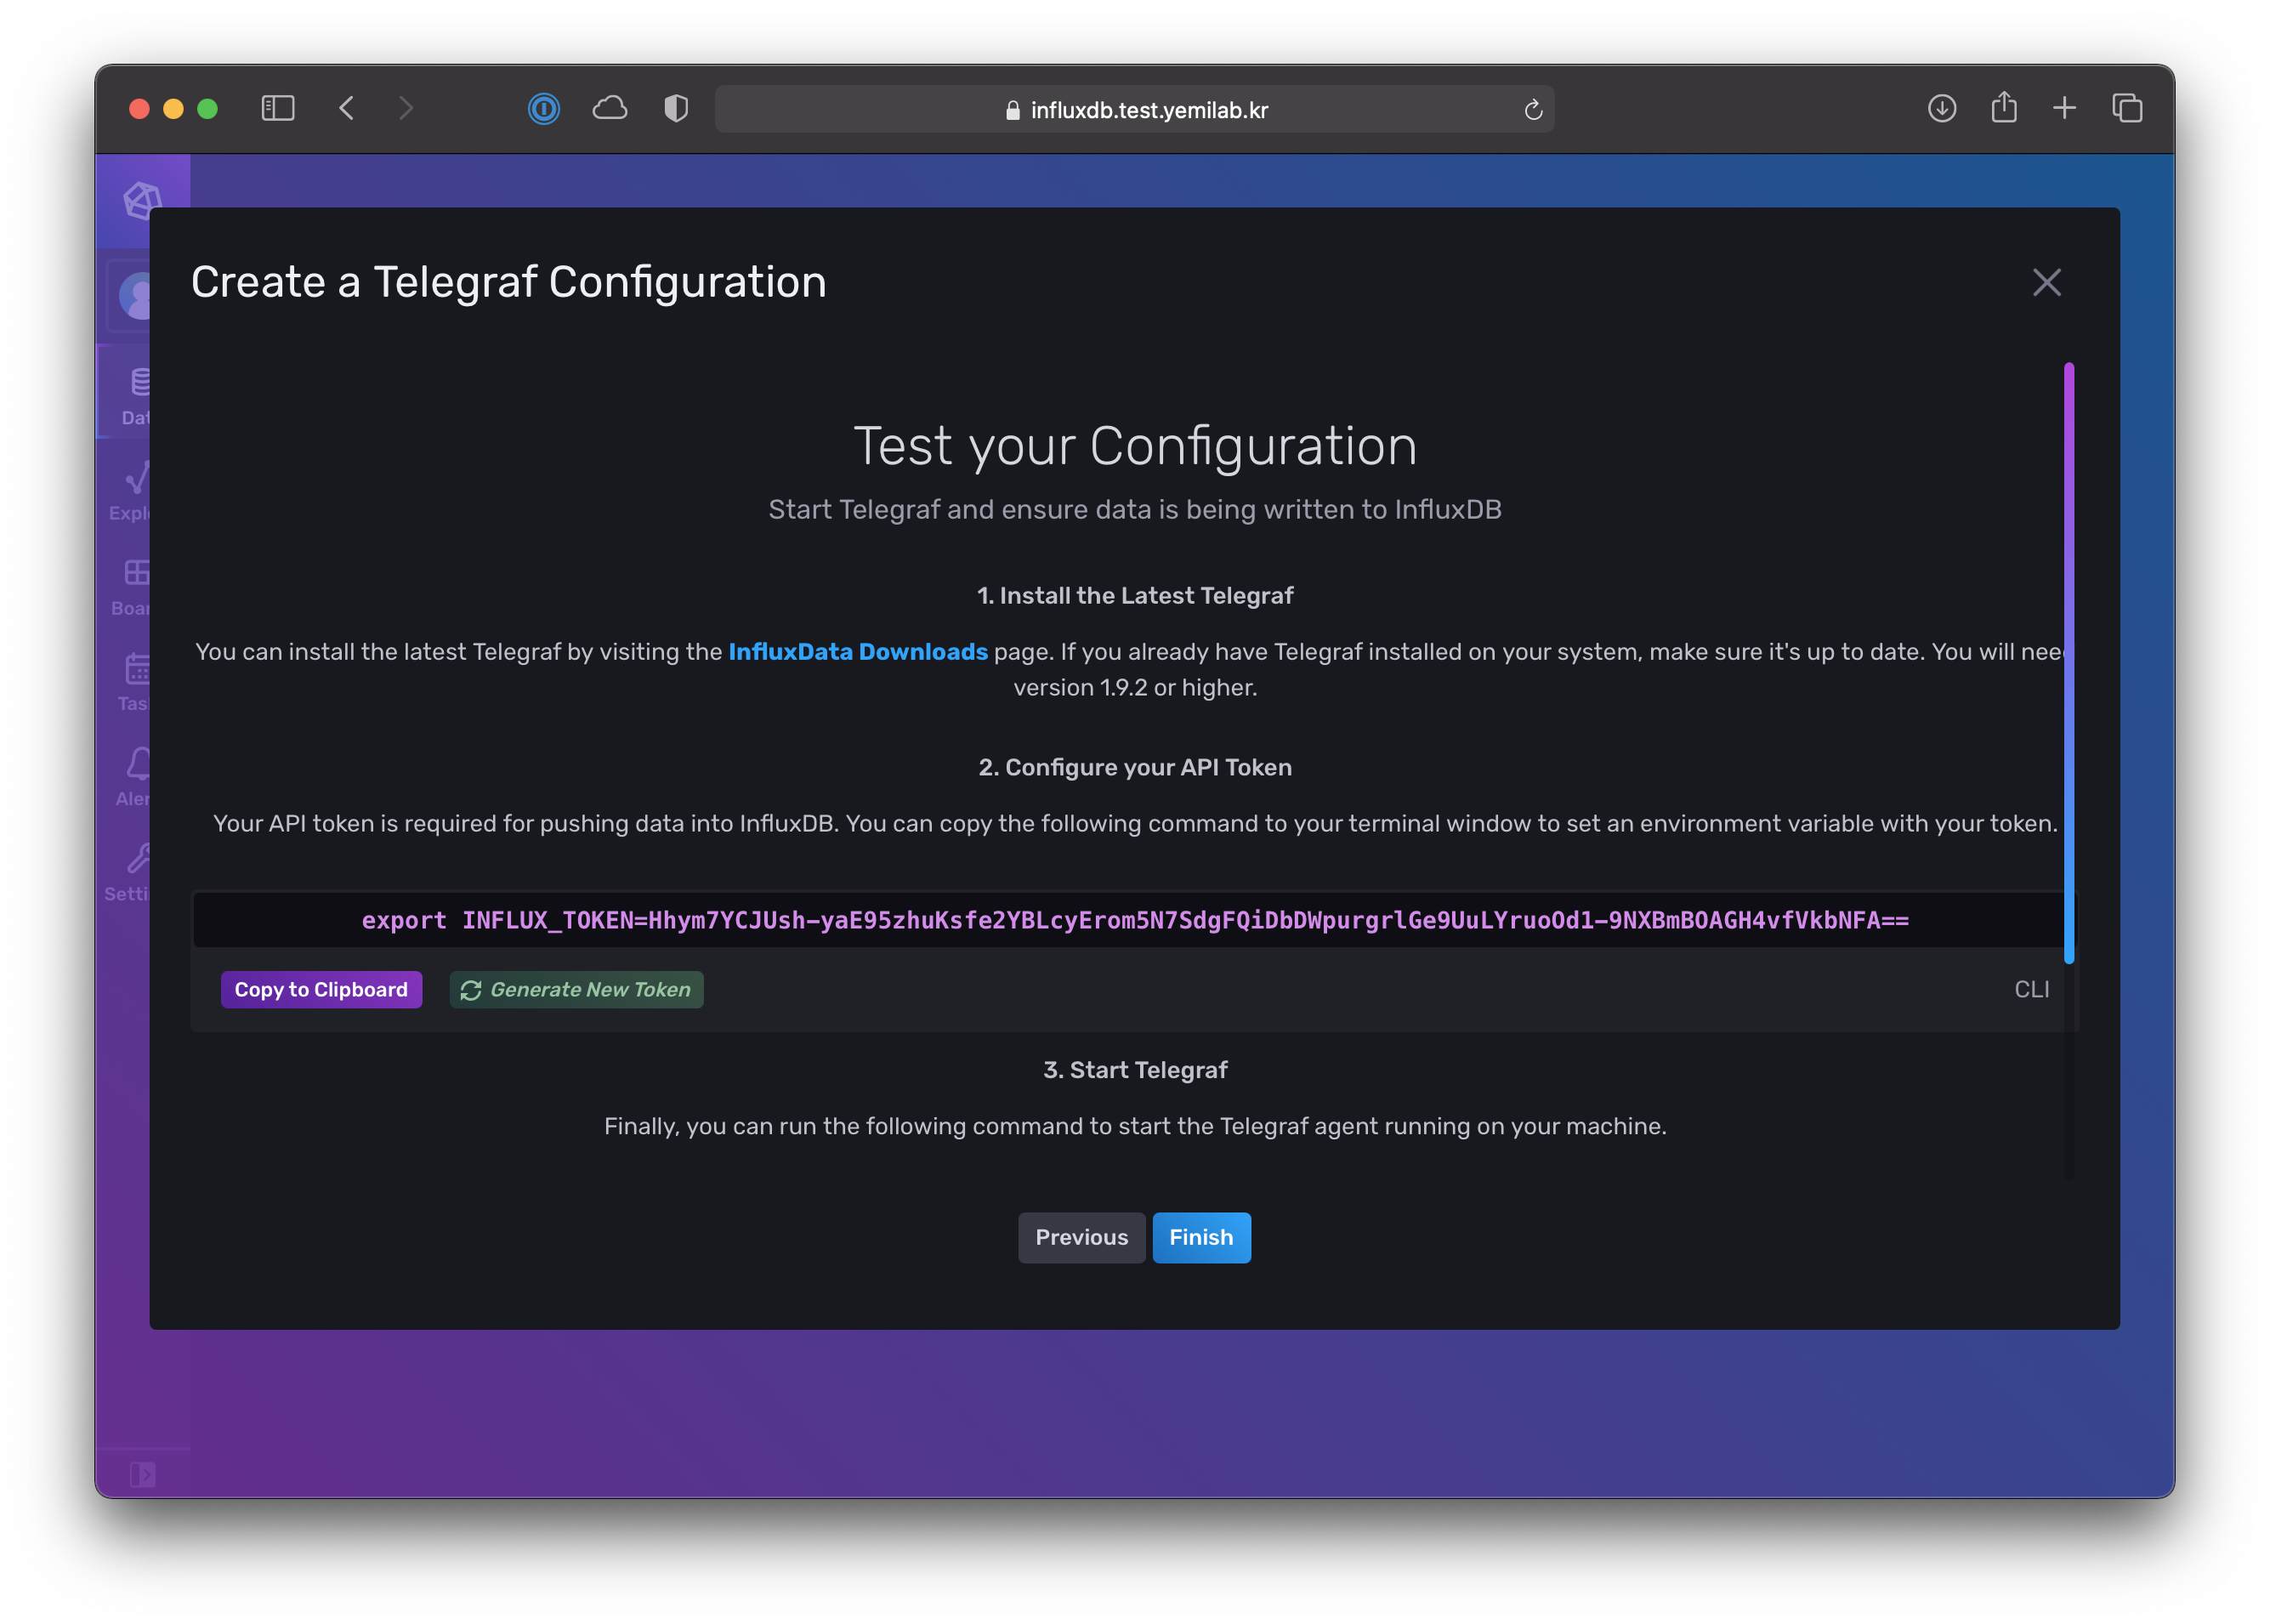 influxdb.test.yemilab.kr
Create a Telegraf Configuration
Dat
Explo
Boar
Tas
Aler
Setti
Test your Configuration
Start Telegraf and ensure data is being written to InfluxDB
1. Install the Latest Telegraf
You can install the latest Telegraf by visiting the InfluxData Downloads page. If you already have Telegraf installed on your system, make sure it's up to date. You will need
version 1.9.2 or higher.
2. Configure your API Token
Your API token is required for pushing data into InfluxDB. You can copy the following command to your terminal window to set an environment variable with your token.
export INFLUX_TOKEN=Hhym7YCJUsh-yaE95zhuKsfe2YBLcyErom5N7SdgFQiDbDWpurgrlGe9UuLYruoOd1-9NXBmBOAGH4vfVkbNFA==
Copy to Clipboard
Generate New Token
CLI
3. Start Telegraf
Finally, you can run the following command to start the Telegraf agent running on your machine.
Previous
Finish